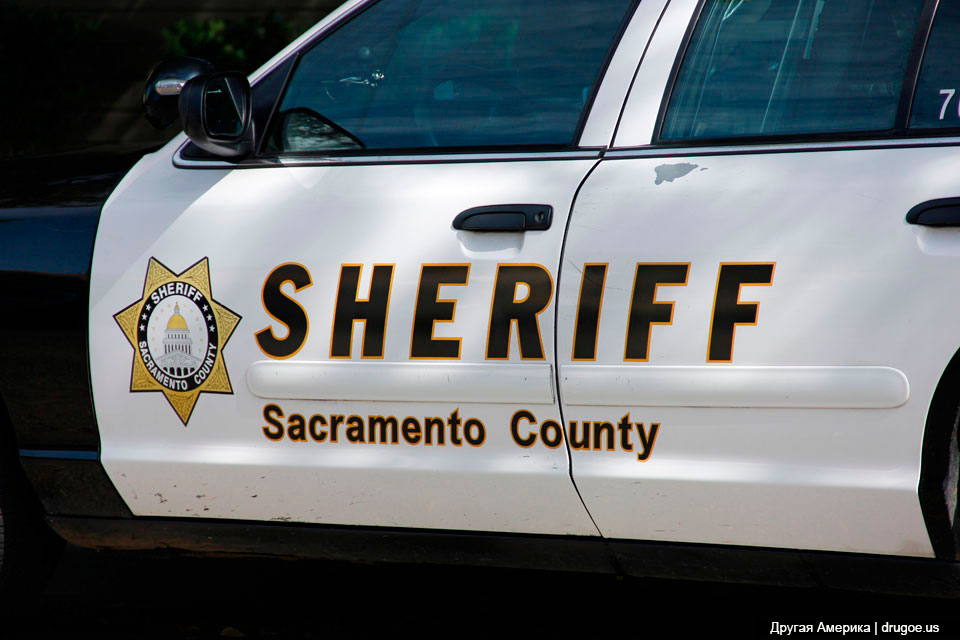 SHERIFF
Sacramento County
SHERIFF
SACRAMENTO COUNTY
Другая Америка | drugoe.us